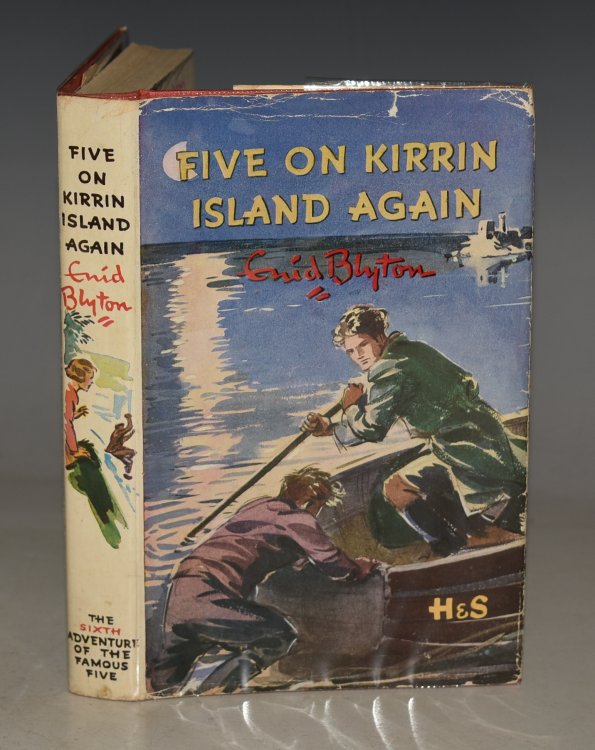 FIVE
ON
KIRRIN
ISLAND
AGAIN
Enid
Blyton
THE
SIXTH
ADVENTURE
OF THE
FAMOUS
FIVE
FIVE ON KIRRIN
ISLAND AGAIN
Enid Blyton
H&S